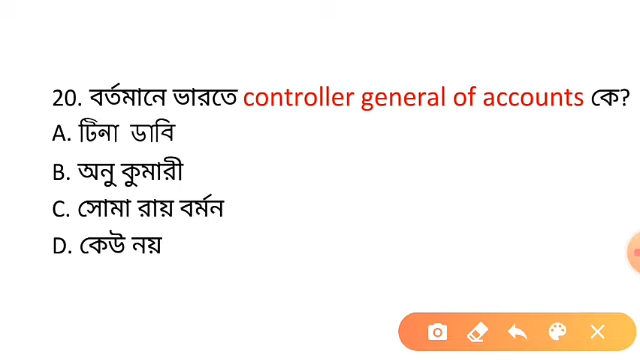 20. বর্তমানে ভারতে controller general of accounts কে?
A. টিনা ডাবি
B. অনু কুমারী
C. সোমা রায় বর্মন
D. কেউ নয়